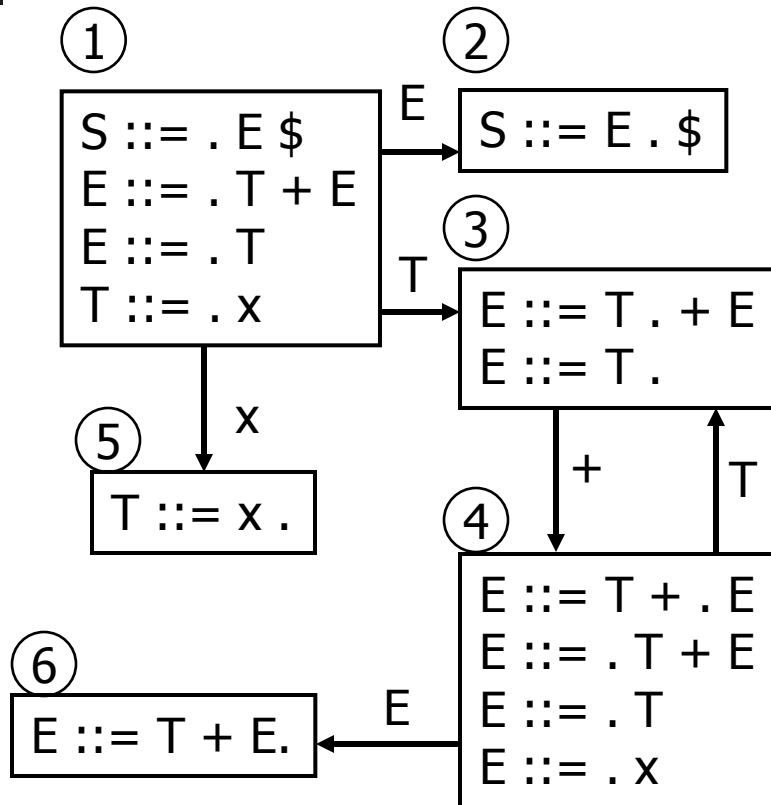 1
S ::= . E $
E ::= . T + E
E ::= . T
T ::= . x
E
2
S ::= E . $
T
3
E ::= T . + E
E ::= T .
x
5
T ::= x .
+
T
4
E ::= T + . E
E ::= . T + E
E ::= . T
E ::= . x
E
6
E ::= T + E.